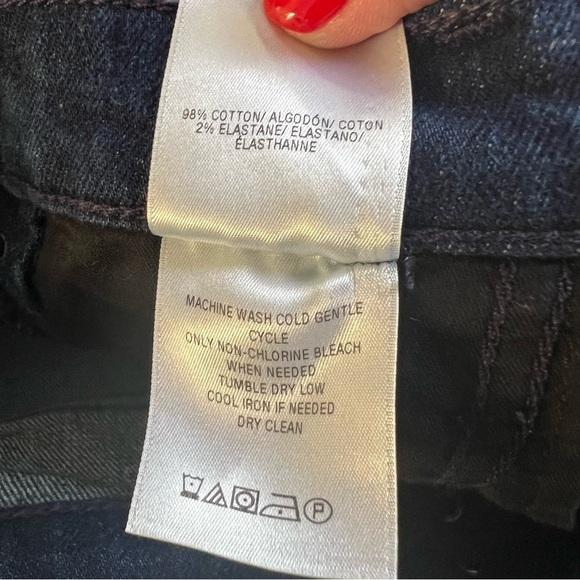 98% COTTON/ ALGODÓN/ COTON
2% ELASTANE/ ELASTANO/
ÉLASTHANNE
MACHINE WASH COLD GENTLE
CYCLE
ONLY NON-CHLORINE BLEACH
WHEN NEEDED
TUMBLE DRY LOW
COOL IRON IF NEEDED
DRY CLEAN
P